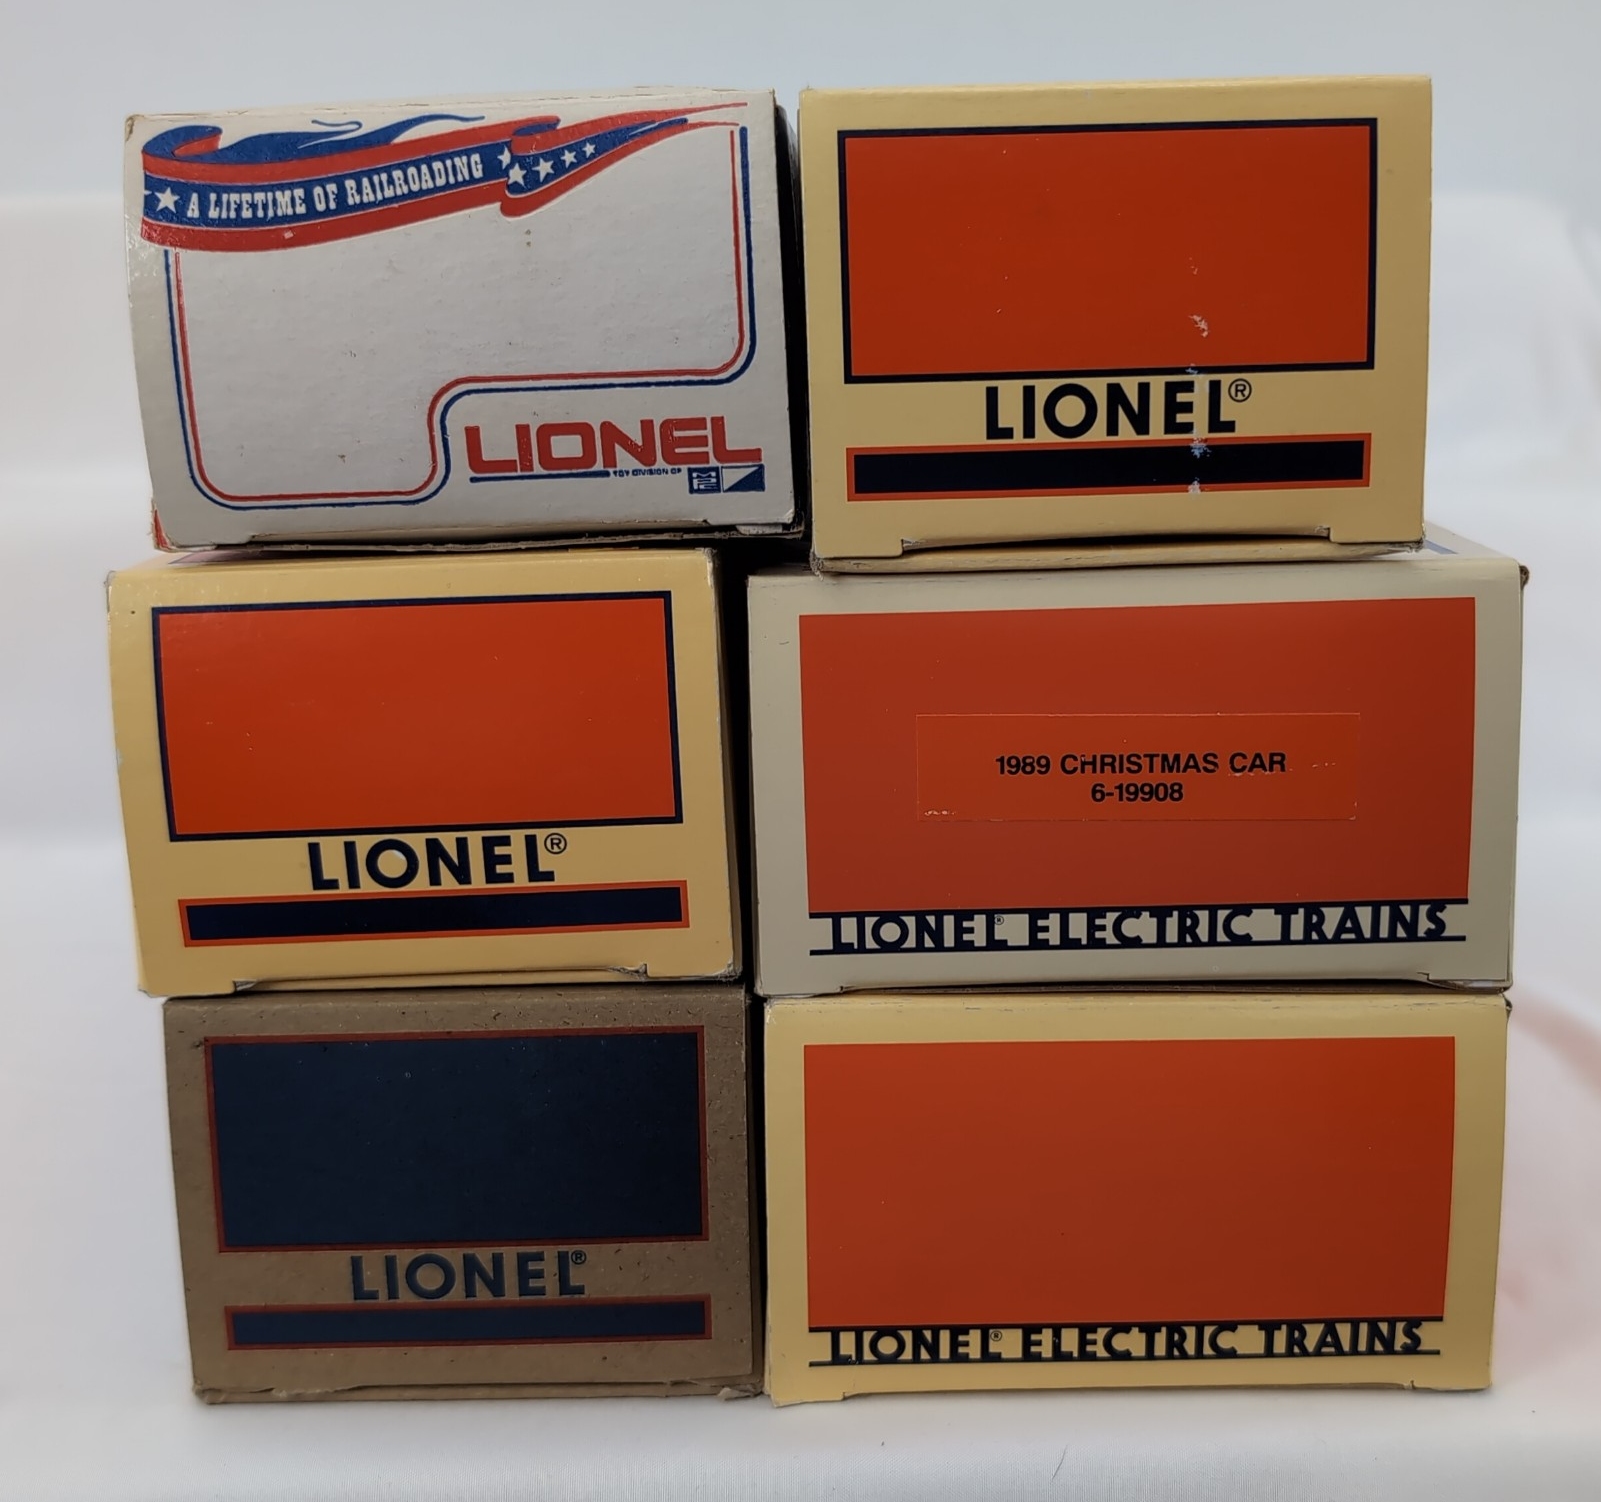 A LIFETIME OF RAILROADING
LIONEL
TOY DIVISION OF
MPC
LIONEL®
LIONEL®
1989 CHRISTMAS CAR
6-19908
LIONEL® ELECTRIC TRAINS
LIONEL®
LIONEL® ELECTRIC TRAINS